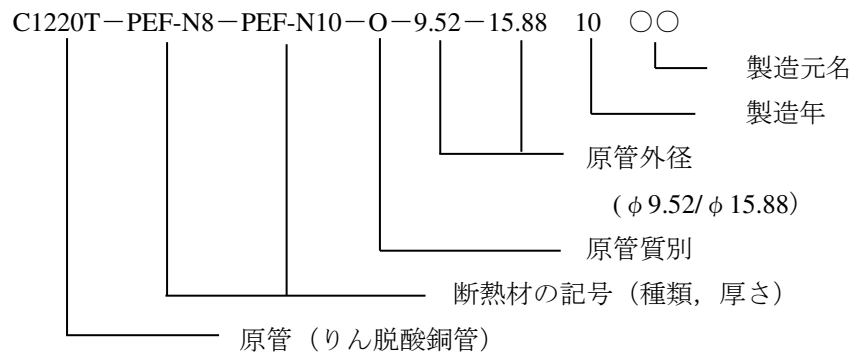 C1220T－PEF-N8－PEF-N10－O－9.52－15.88 10 ○○
製造元名
製造年
原管外径
(φ9.52/φ15.88)
原管質別
断熱材の記号（種類，厚さ）
原管（りん脱酸銅管）